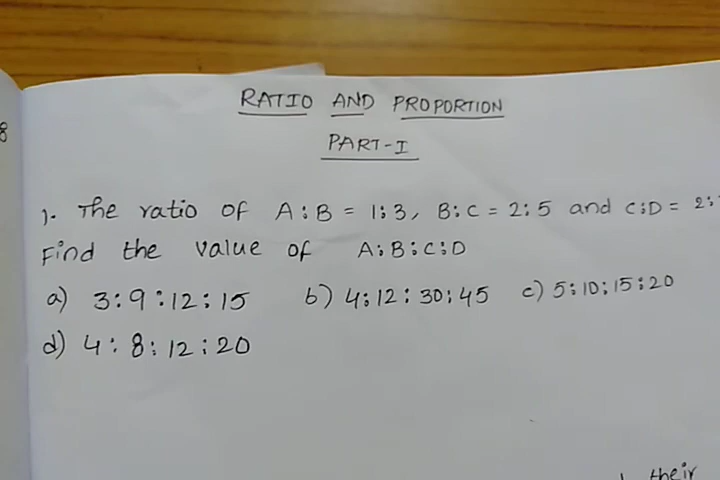 8
RATIO AND PROPORTION
PART-I
1. The ratio of A:B = 1:3, B:C = 2:5 and C:D = 2:
Find the value of A:B:C:D
a) 3:9:12:15 b) 4:12:30:45 c) 5:10:15:20
d) 4:8:12:20
their